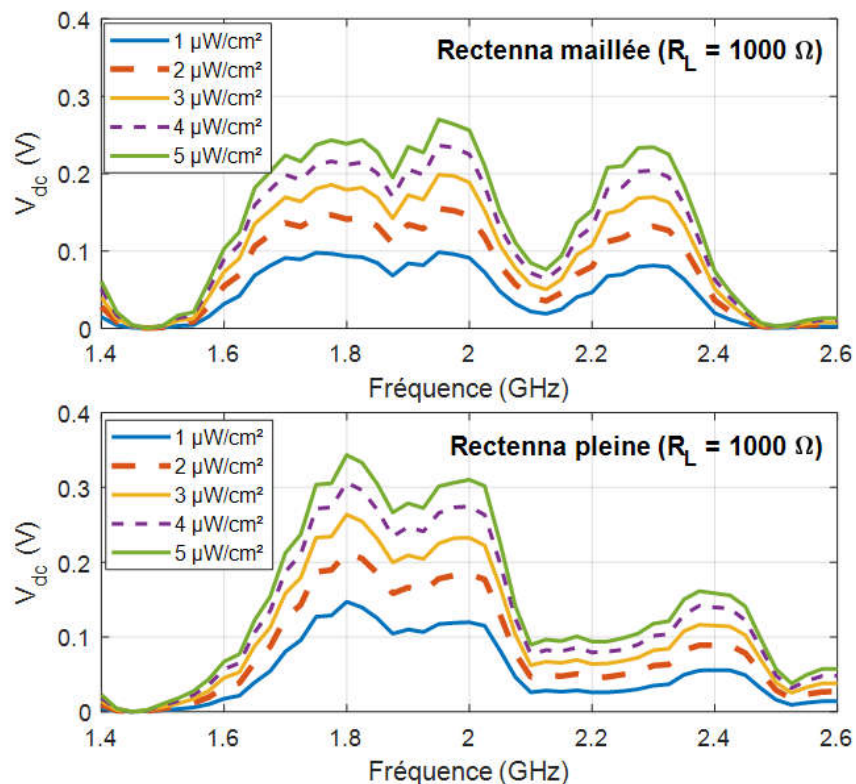 0.4
0.3
0.2
0.1
0
V_dc (V)
1 µW/cm²
2 µW/cm²
3 µW/cm²
4 µW/cm²
5 µW/cm²
Rectenna maillée (R_L = 1000 Ω)
1.4 1.6 1.8 2 2.2 2.4 2.6
Fréquence (GHz)
0.4
0.3
0.2
0.1
0
V_dc (V)
1 µW/cm²
2 µW/cm²
3 µW/cm²
4 µW/cm²
5 µW/cm²
Rectenna pleine (R_L = 1000 Ω)
1.4 1.6 1.8 2 2.2 2.4 2.6
Fréquence (GHz)